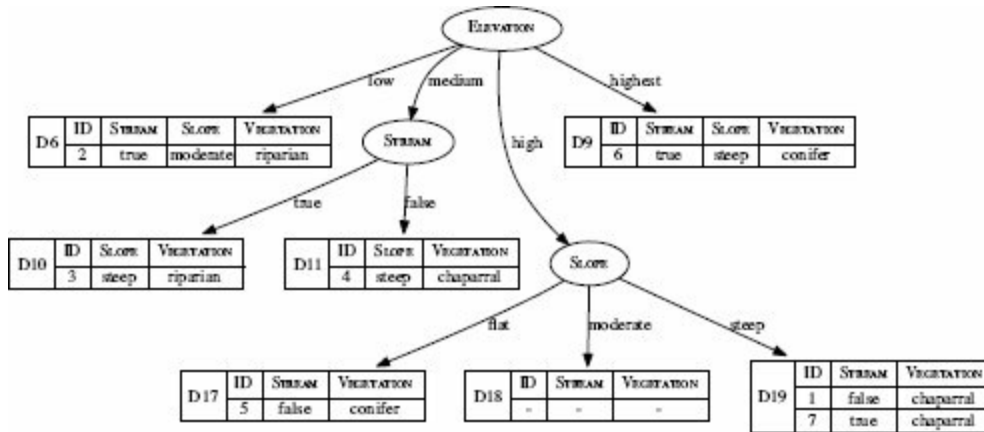 ELEVATION
low
medium
high
highest
D6
ID STREAM SLOPE VEGETATION
2 true moderate riparian
STREAM
D9
ID STREAM SLOPE VEGETATION
6 true steep conifer
true
false
D10
ID SLOPE VEGETATION
3 steep riparian
D11
ID SLOPE VEGETATION
4 steep chaparral
SLOPE
flat
moderate
steep
D17
ID STREAM VEGETATION
5 false conifer
D18
ID STREAM VEGETATION
- - -
D19
ID STREAM VEGETATION
1 false chaparral
7 true chaparral